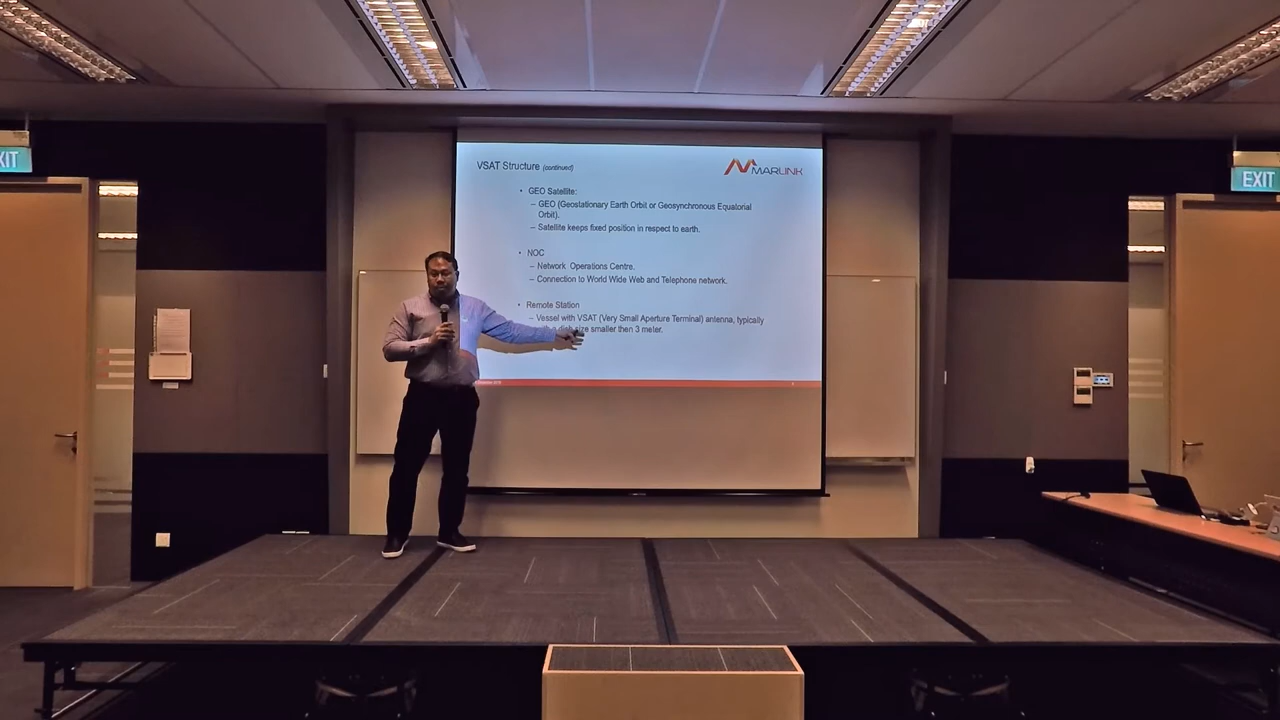 EXIT
VSAT Structure (continued)
MARLINK
• GEO Satellite:
– GEO (Geostationary Earth Orbit or Geosynchronous Equatorial
Orbit).
– Satellite keeps fixed position in respect to earth.
• NOC
– Network Operations Centre.
– Connection to World Wide Web and Telephone network.
• Remote Station
– Vessel with VSAT (Very Small Aperture Terminal) antenna, typically
with a dish size smaller then 3 meter.
EXIT